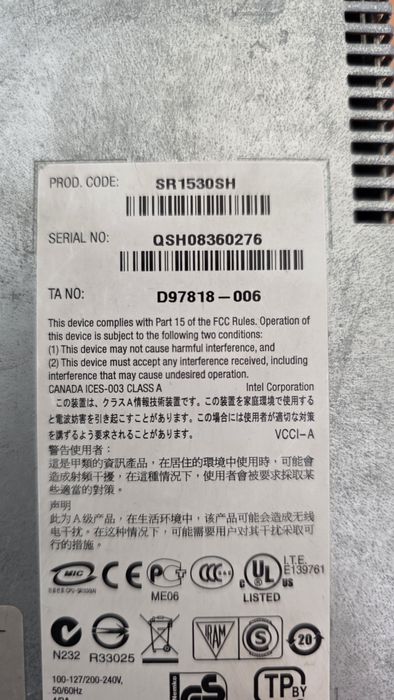 PROD. CODE: SR1530SH
SERIAL NO: QSH08360276
TA NO: D97818-006
This device complies with Part 15 of the FCC Rules. Operation of
this device is subject to the following two conditions:
(1) This device may not cause harmful interference, and
(2) This device must accept any interference received, including
interference that may cause undesired operation.
CANADA ICES-003 CLASS A Intel Corporation
この装置は、クラスA情報技術装置です。この装置を家庭環境で使用する
と電波妨害を引き起こすことがあります。この場合には使用者が適切な対策
を講ずるよう要求されることがあります。 VCCI-A
警告使用者:
這是甲類的資訊產品,在居住的環境中使用時,可能會
造成射頻干擾,在這種情況下,使用者會被要求採取某
些適當的對策。
声明
此为A级产品,在生活环境中,该产品可能会造成无线
电干扰。在这种情况下,可能需要用户对其干扰采取可
行的措施。
MIC CE PG CCC c UL US I.T.E. E139761
ME06 LISTED
N232 R33025 IRAM S 20
100-127/200-240V,
50/60Hz
Nemko GS TP BY